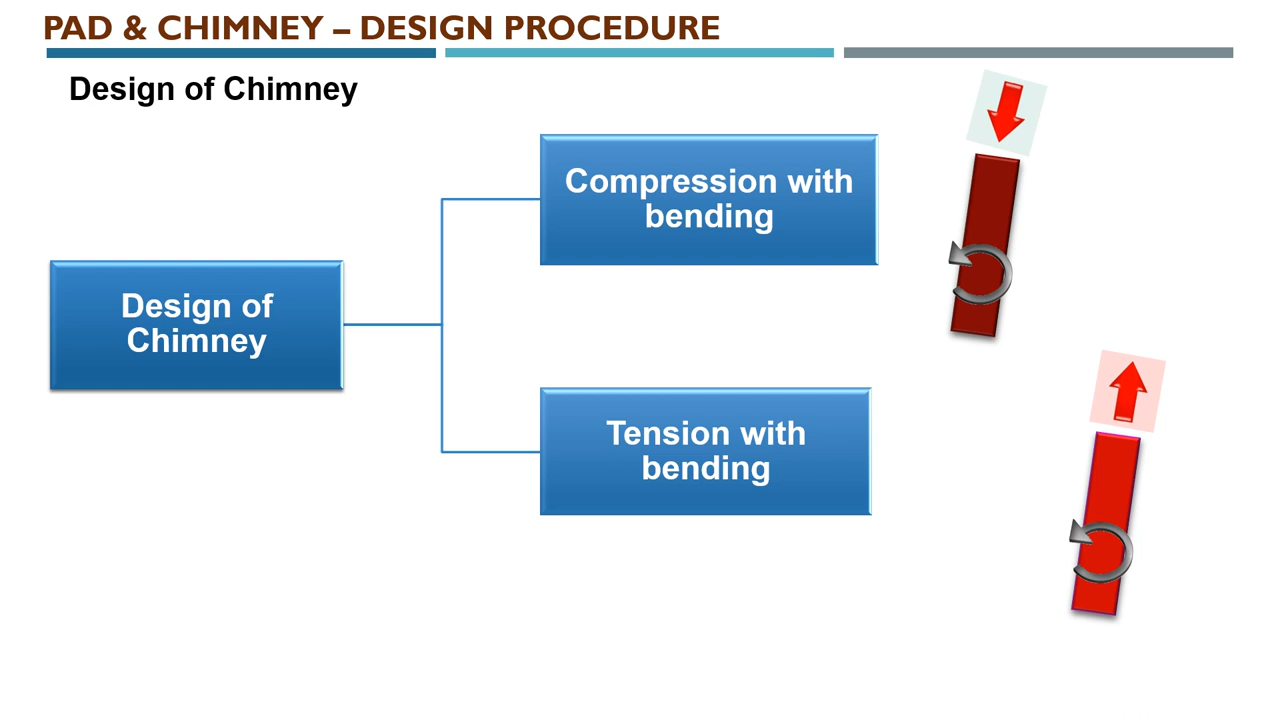 PAD & CHIMNEY – DESIGN PROCEDURE
Design of Chimney
Compression with
bending
Design of
Chimney
Tension with
bending